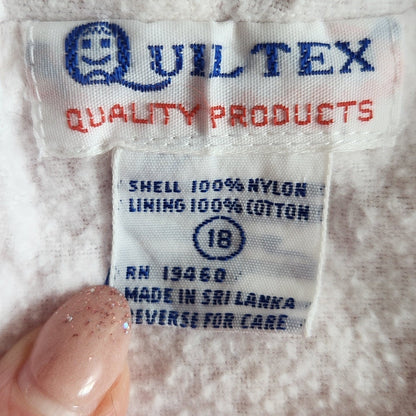 QUILTEX
QUALITY PRODUCTS
SHELL 100% NYLON
LINING 100% COTTON
18
RN 19460
MADE IN SRI LANKA
REVERSE FOR CARE